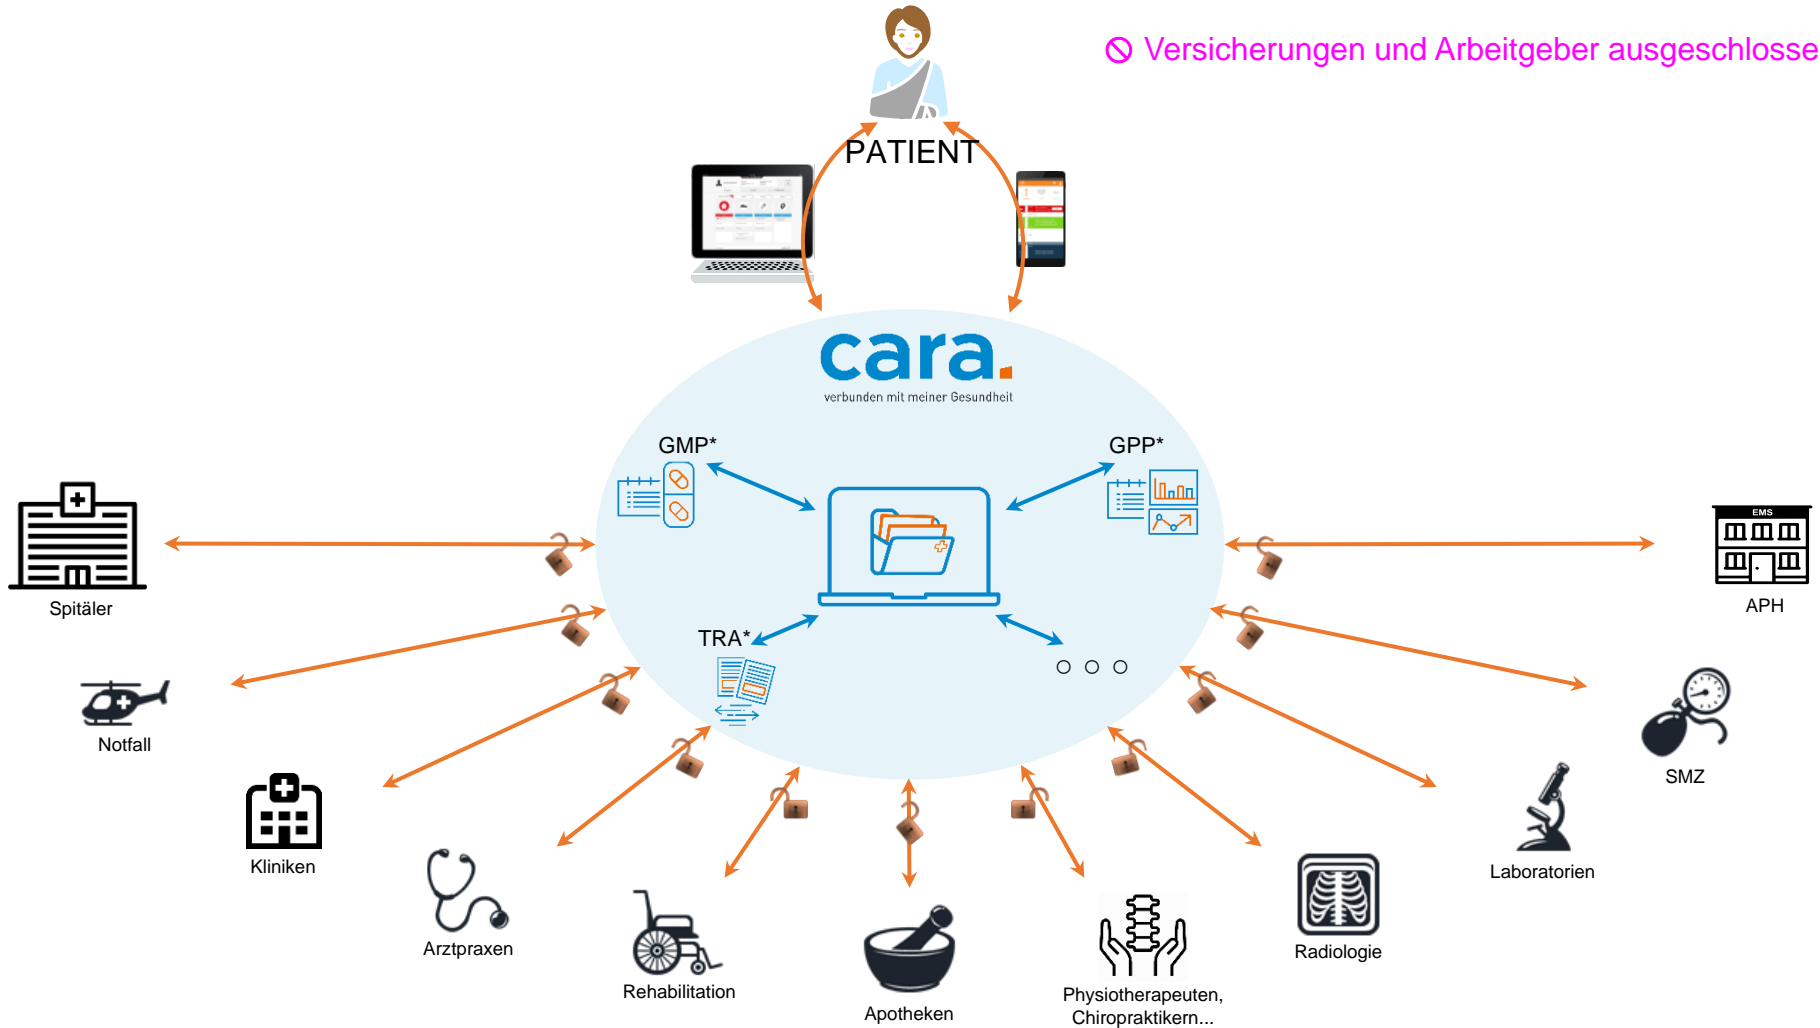 Versicherungen und Arbeitgeber ausgeschlosse
PATIENT
cara.
verbunden mit meiner Gesundheit
GMP*
GPP*
TRA*
Spitäler
EMS
APH
Notfall
SMZ
Kliniken
Laboratorien
Arztpraxen
Radiologie
Rehabilitation
Apotheken
Physiotherapeuten,
Chiropraktikern...